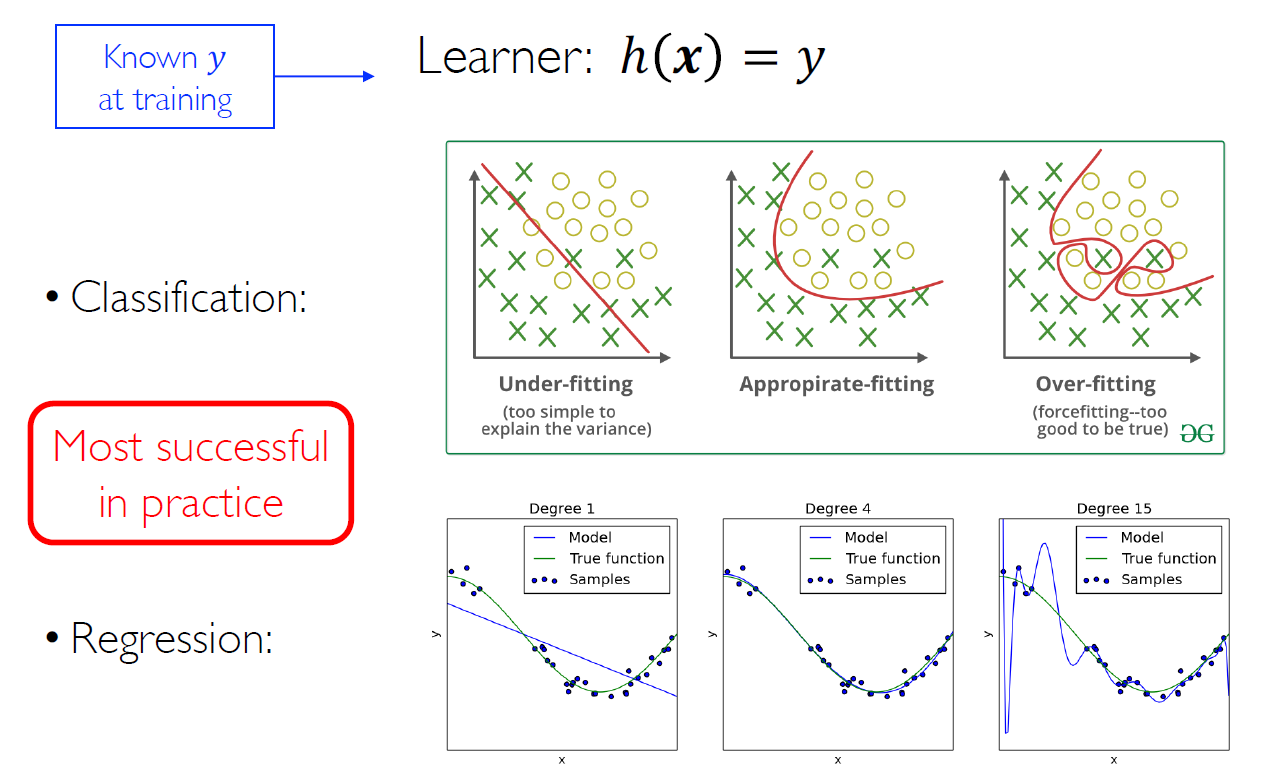 Known y
at training
Learner: h(x) = y
• Classification:
Under-fitting
(too simple to
explain the variance)
Appropirate-fitting
Over-fitting
(forcefitting--too
good to be true)
Most successful
in practice
• Regression:
Degree 1
Model
True function
Samples
y
x
Degree 4
Model
True function
Samples
y
x
Degree 15
Model
True function
Samples
y
x